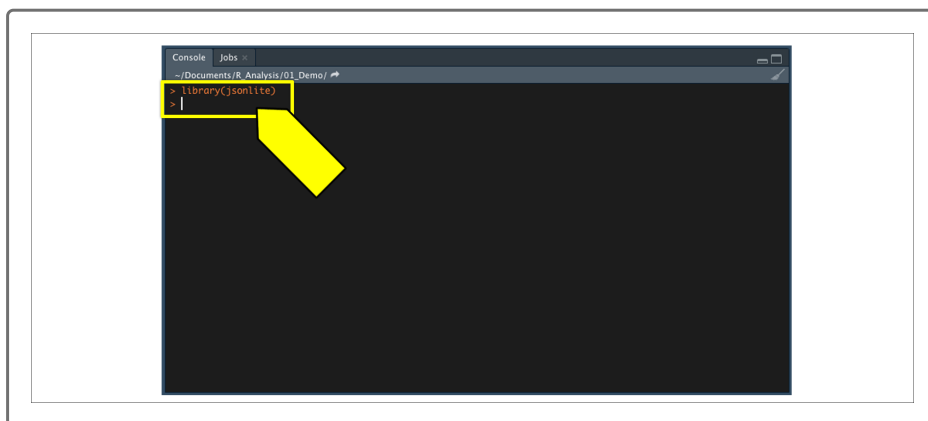 Console Jobs ×
~/Documents/R_Analysis/01_Demo/
> library(jsonlite)
>